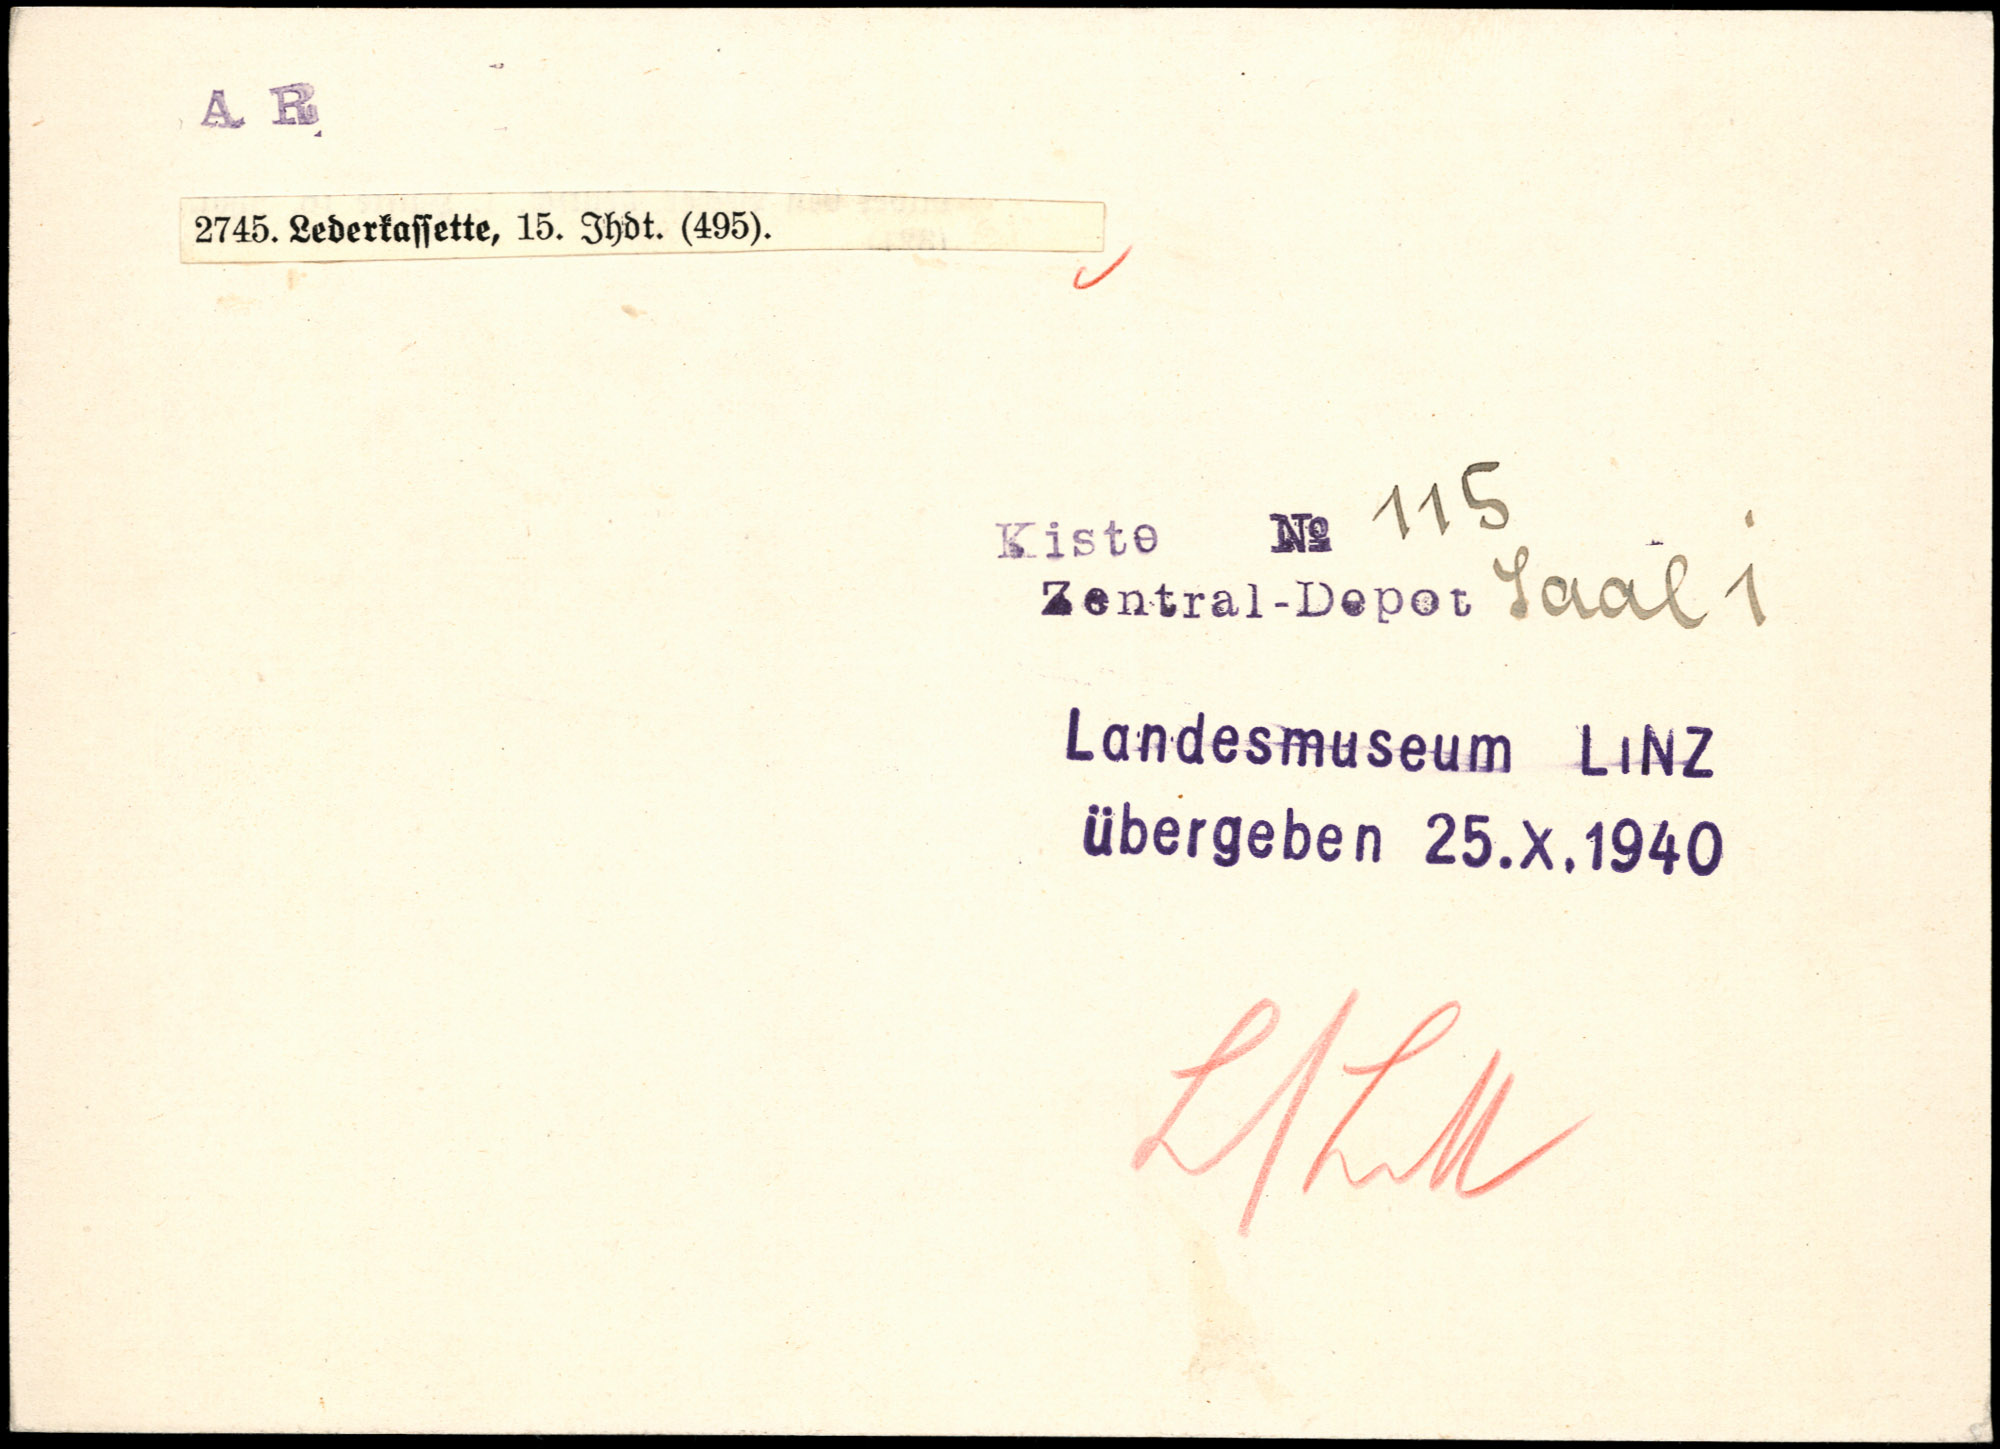 A R
2745. Lederkassette, 15. Jhdt. (495).
Kiste № 115
Zentral-Depot Saal 1
Landesmuseum LINZ
übergeben 25.X.1940